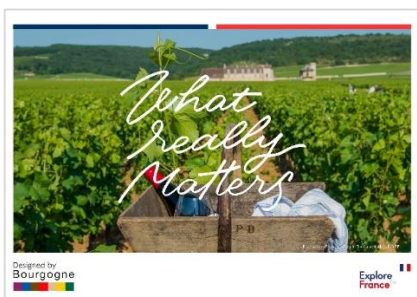 What
really
Matters
P B
Designed by
Bourgogne
Explore
France